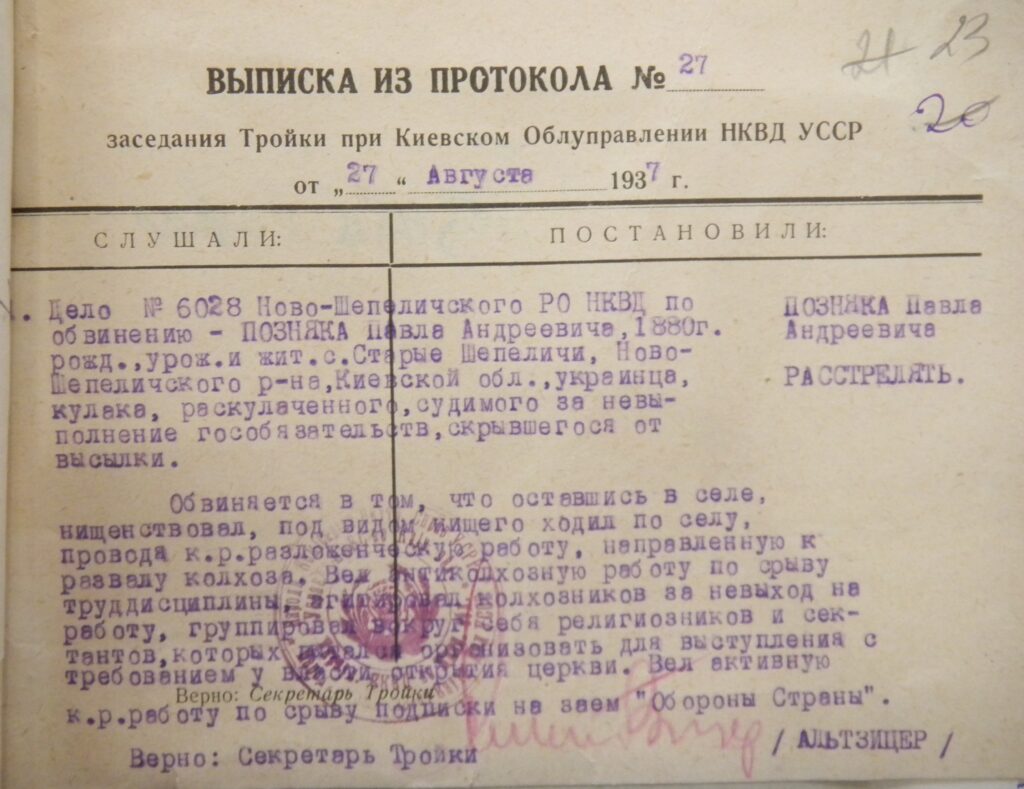 21 23
20
ВЫПИСКА ИЗ ПРОТОКОЛА № 27
заседания Тройки при Киевском Облуправлении НКВД УССР
от „ 27 “ Августа 1937 г.
СЛУШАЛИ:
ПОСТАНОВИЛИ:
Дело № 6028 Ново-Шепеличского РО НКВД по
обвинению - ПОЗНЯКА Павла Андреевича,1880г.
рожд.,урож.и жит.с.Старые Шепеличи, Ново-
Шепеличского р-на,Киевской обл.,украинца,
кулака, раскулаченного,судимого за невы-
полнение гособязательств,скрывшегося от
высылки.
Обвиняется в том, что оставшись в селе,
нищенствовал, под видом нищего ходил по селу,
провода к.р.разложенческую работу, направленную к
развалу колхоза. Вел антиколхозную работу по срыву
труддисциплины, агитировал колхозников за невыход на
работу, группировал вокруг себя религиозников и сек-
тантов,которых пытался организовать для выступления с
требованием у власти открытия церкви. Вел активную
Верно: Секретарь Тройки
к.р.работу по срыву подписки на заем "Обороны Страны".
Верно: Секретарь Тройки
/ АЛЬТЗИЦЕР /
ПОЗНЯКА Павла
Андреевича
РАССТРЕЛЯТЬ.